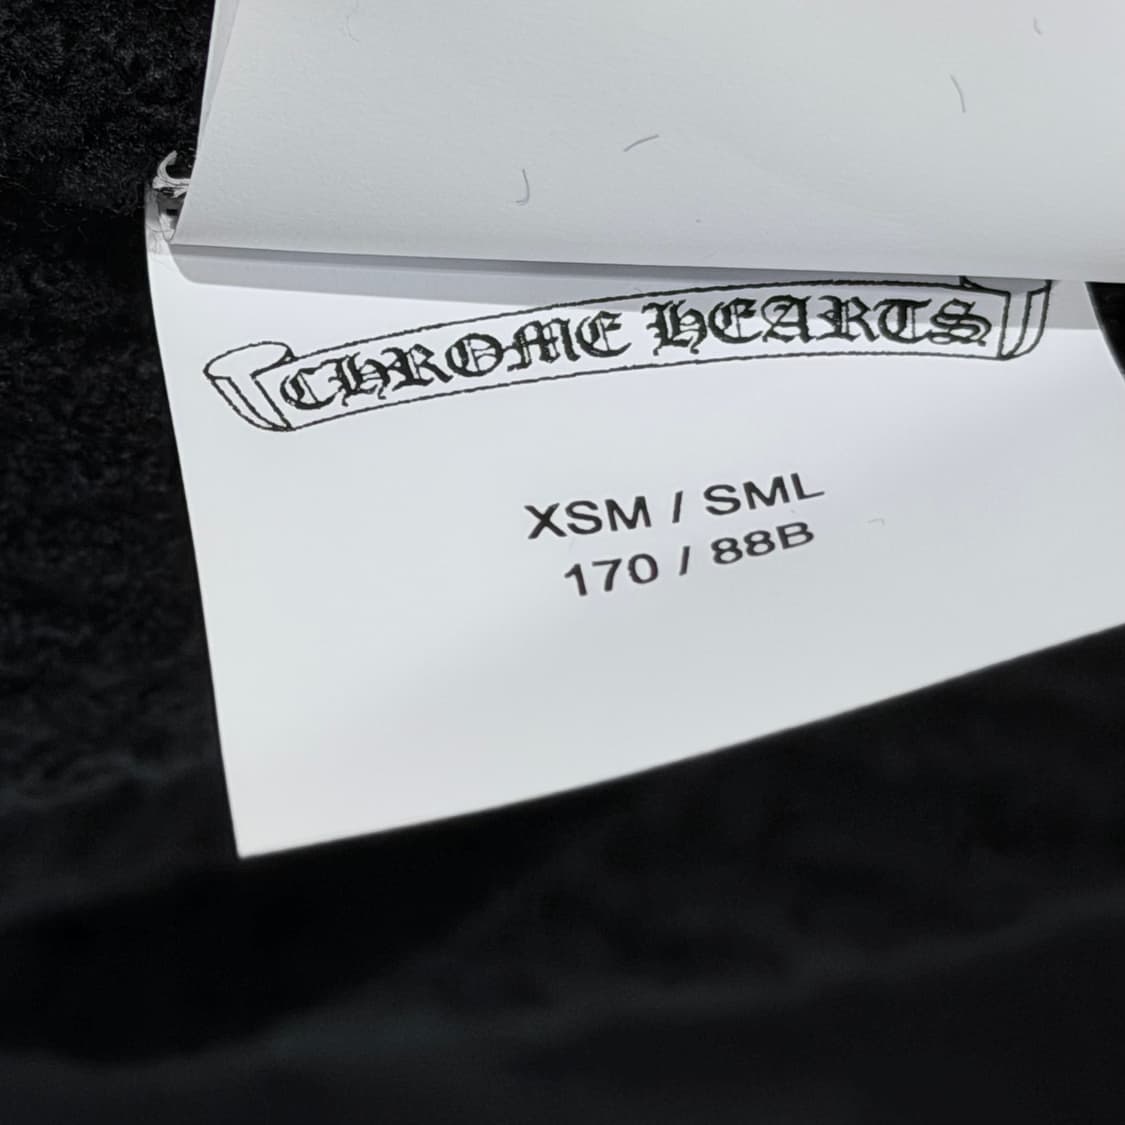 CHROME HEARTS
XSM / SML
170 / 88B